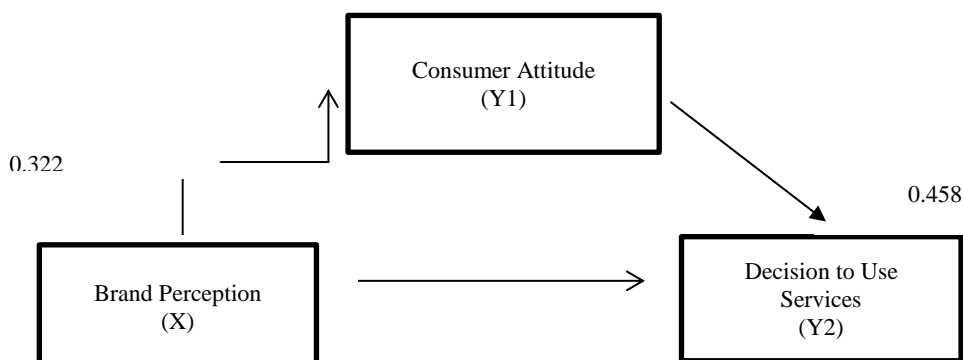 Consumer Attitude
(Y1)
0.322
0.458
Brand Perception
(X)
Decision to Use
Services
(Y2)